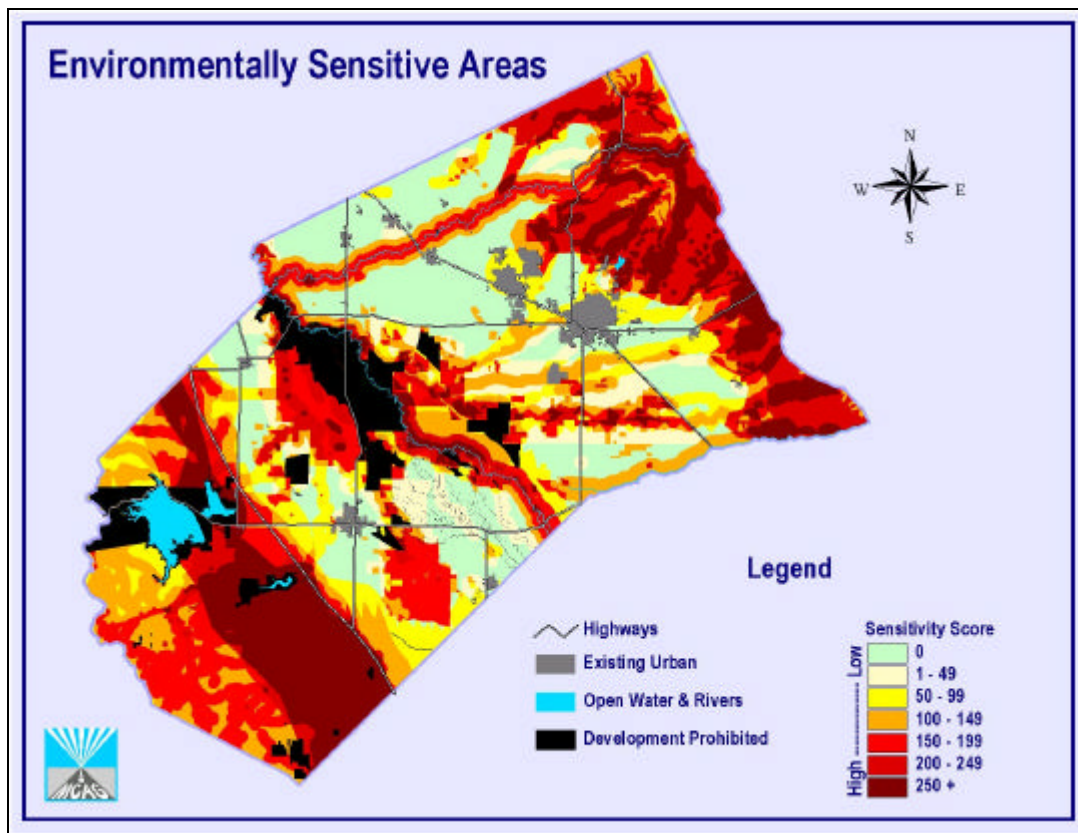 Environmentally Sensitive Areas
N
W
E
S
Legend
Highways
Existing Urban
Open Water & Rivers
Development Prohibited
Sensitivity Score
High ---------- Low
0
1 - 49
50 - 99
100 - 149
150 - 199
200 - 249
250 +
MCAG